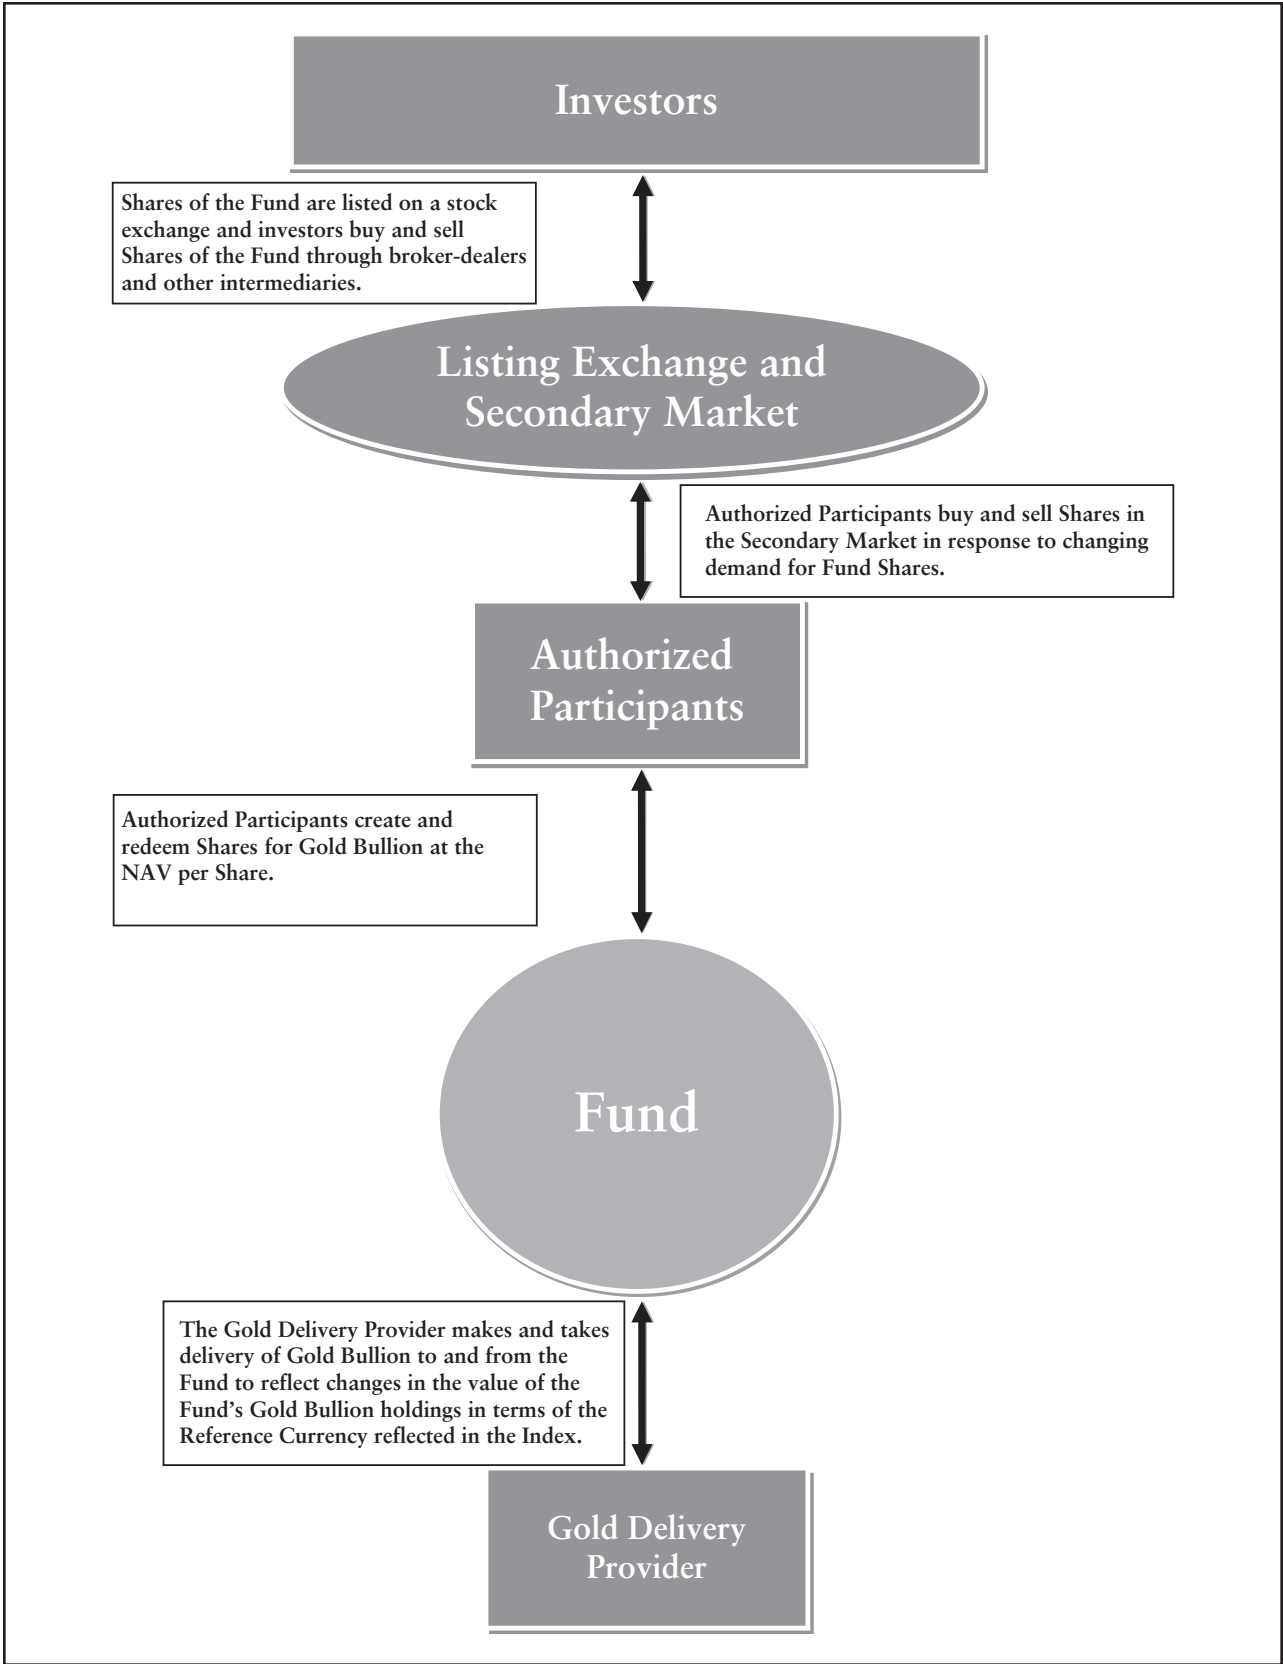 Investors
Shares of the Fund are listed on a stock
exchange and investors buy and sell
Shares of the Fund through broker-dealers
and other intermediaries.
Listing Exchange and
Secondary Market
Authorized Participants buy and sell Shares in
the Secondary Market in response to changing
demand for Fund Shares.
Authorized
Participants
Authorized Participants create and
redeem Shares for Gold Bullion at the
NAV per Share.
Fund
The Gold Delivery Provider makes and takes
delivery of Gold Bullion to and from the
Fund to reflect changes in the value of the
Fund’s Gold Bullion holdings in terms of the
Reference Currency reflected in the Index.
Gold Delivery
Provider